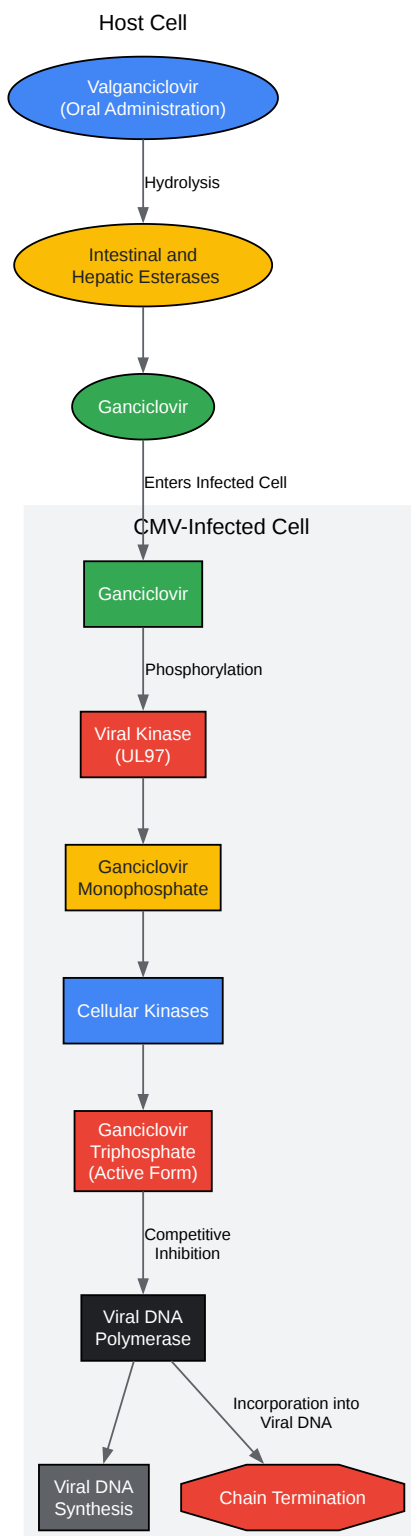 Host Cell
Valganciclovir
(Oral Administration)
Hydrolysis
Intestinal and
Hepatic Esterases
Ganciclovir
Enters Infected Cell
CMV-Infected Cell
Ganciclovir
Phosphorylation
Viral Kinase
(UL97)
Ganciclovir
Monophosphate
Cellular Kinases
Ganciclovir
Triphosphate
(Active Form)
Competitive
Inhibition
Viral DNA
Polymerase
Incorporation into
Viral DNA
Viral DNA
Synthesis
Chain Termination